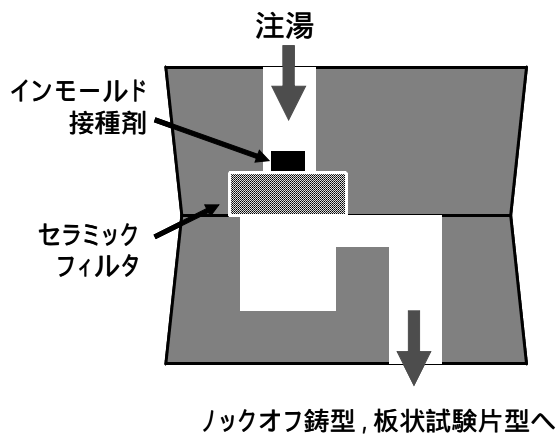 注湯
インモールド
接種剤
セラミック
フィルタ
ノックオフ鋳型，板状試験片型へ